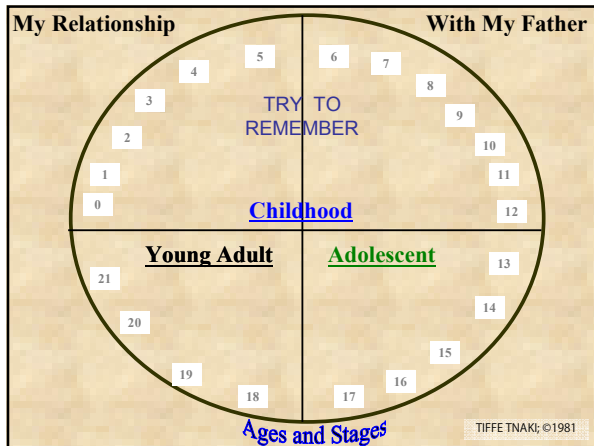 My Relationship With My Father
5 6
4 7
3 8
2 9
1 10
0 11
12
TRY TO
REMEMBER
Childhood
Young Adult Adolescent
21 13
20 14
19 15
18 17 16
Ages and Stages
TIFFE TNAKI; ©1981